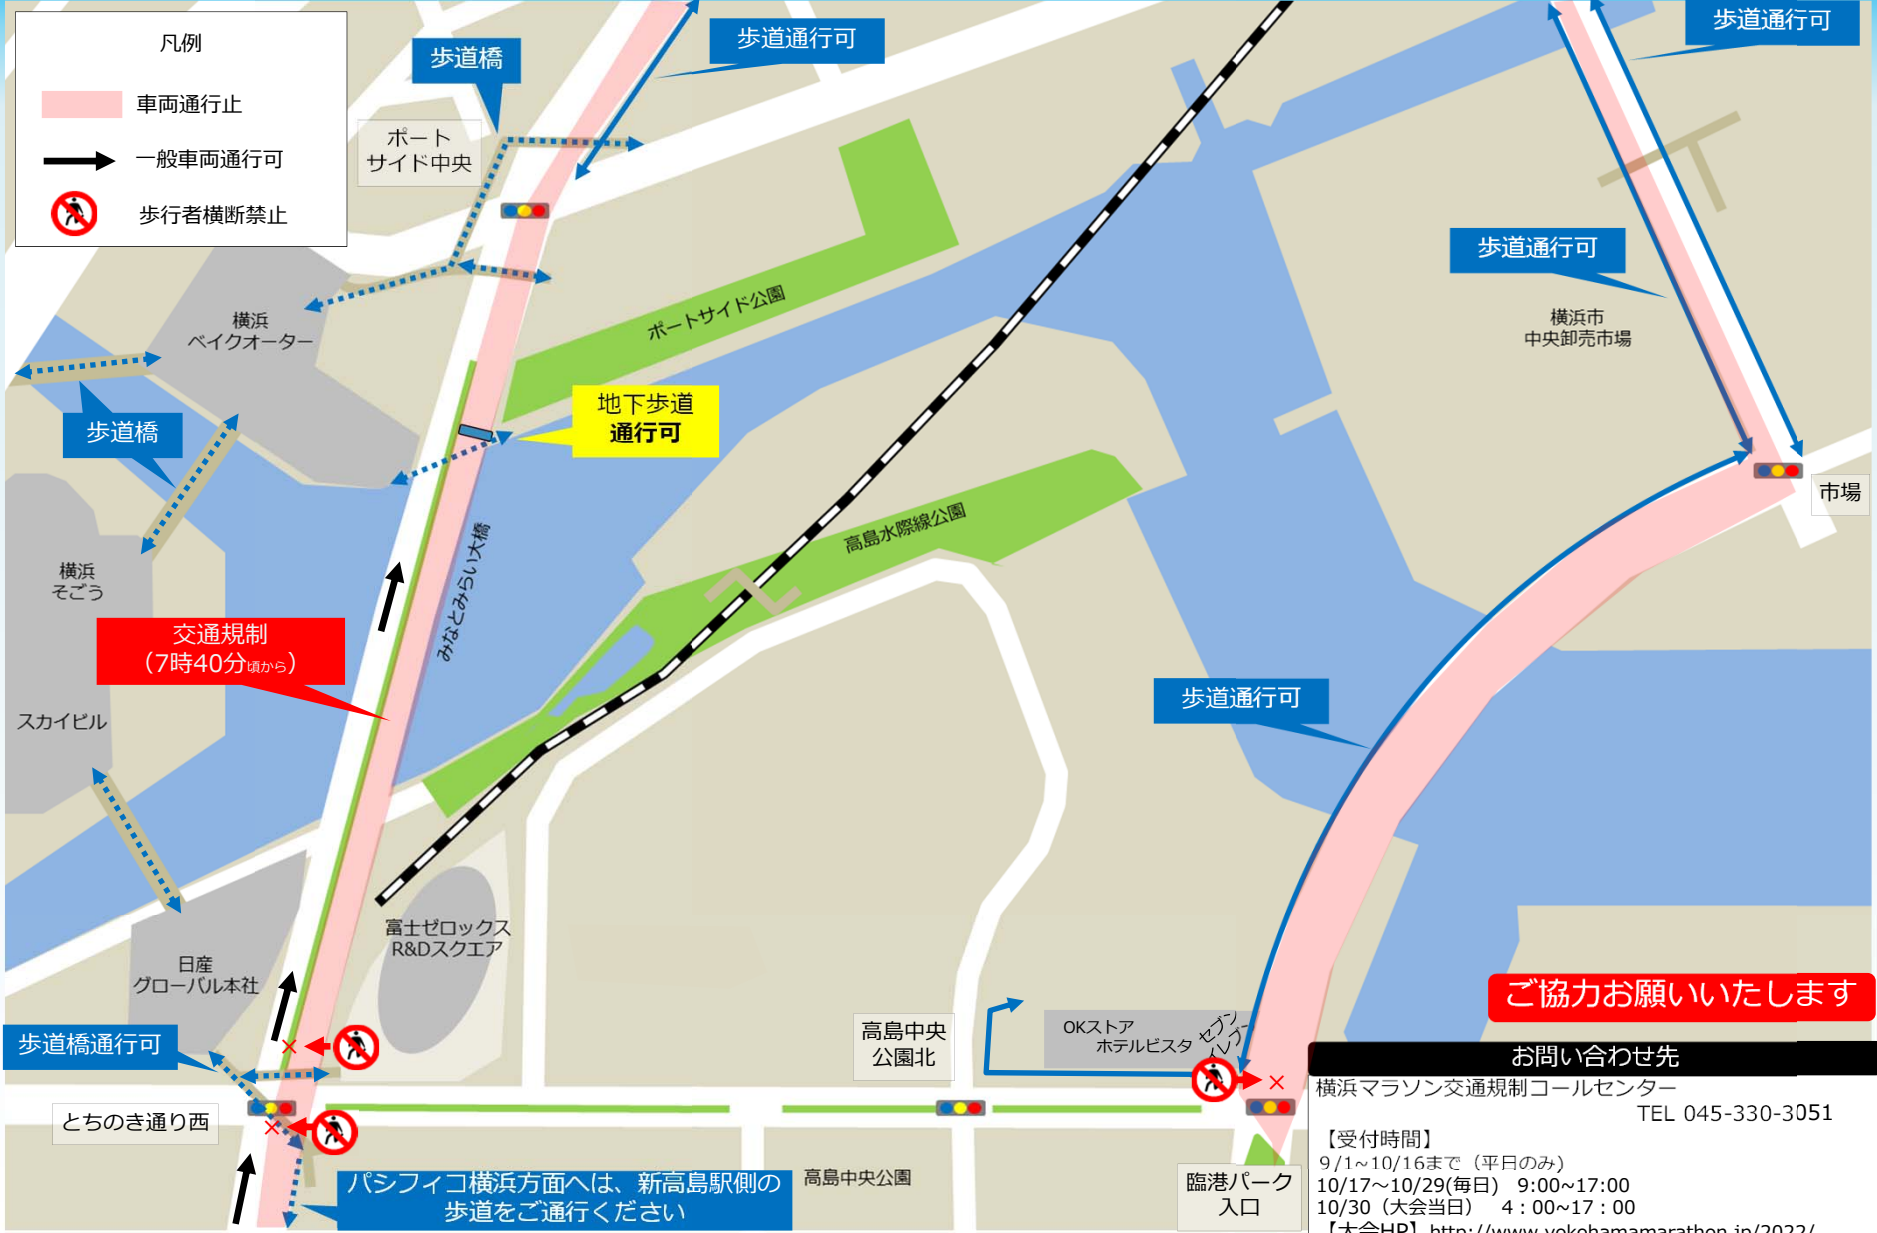 凡例
車両通行止
一般車両通行可
歩行者横断禁止
歩道橋
歩道通行可
歩道通行可
ポート
サイド中央
歩道通行可
横浜
ベイクオーター
ポートサイド公園
横浜市
中央卸売市場
歩道橋
地下歩道
通行可
市場
高島水際線公園
みなとみらい大橋
横浜
そごう
交通規制
(7時40分頃から)
歩道通行可
スカイビル
富士ゼロックス
R&Dスクエア
日産
グローバル本社
ご協力お願いいたします
高島中央
公園北
OKストア
ホテルビスタ
セブン
イレブン
歩道橋通行可
とちのき通り西
パシフィコ横浜方面へは、新高島駅側の
歩道をご通行ください
高島中央公園
臨港パーク
入口
お問い合わせ先
横浜マラソン交通規制コールセンター
TEL 045-330-3051
【受付時間】
9/1~10/16まで（平日のみ)
10/17～10/29(毎日)　9:00~17:00
10/30（大会当日）　4：00~17：00
【大会HP】http://www.yokohamamarathon.jp/2022/